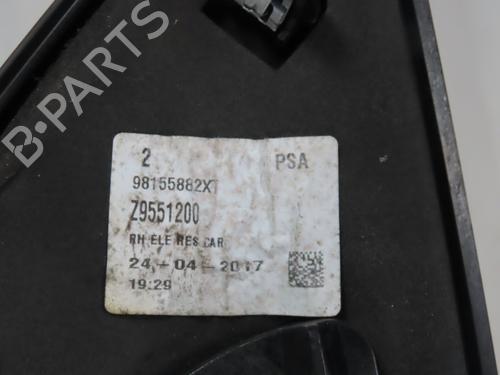 B-PARTS
2 PSA
98155882XT
Z9551200
RH ELE RES CAR
24-04-2017
19:29